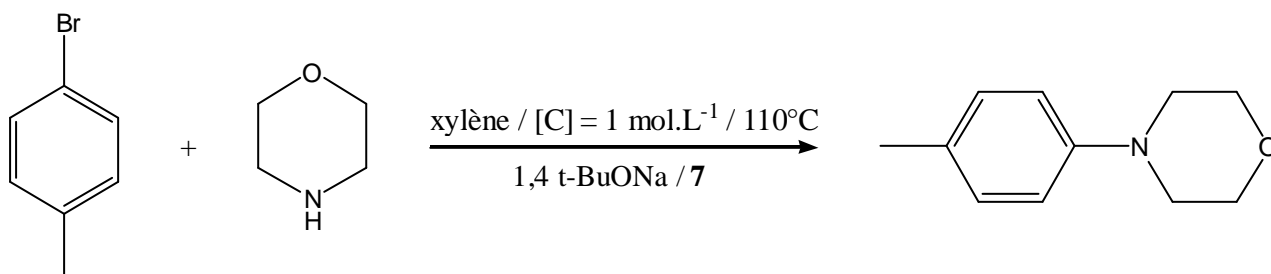 Br
O
+
N
H
xylène / [C] = 1 mol.L-1 / 110°C
1,4 t-BuONa / 7
N
O